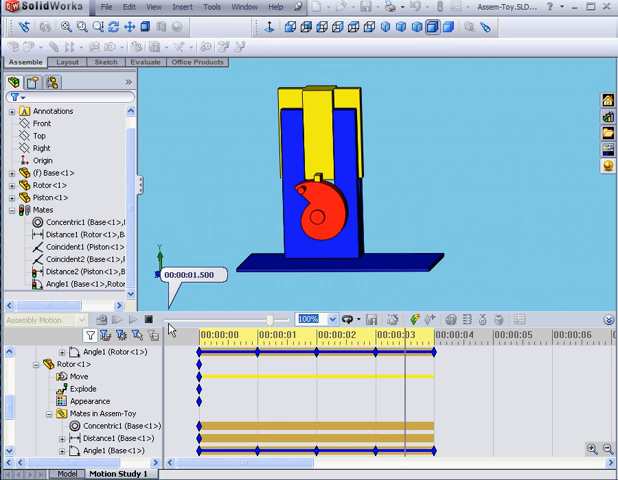 SolidWorks File Edit View Insert Tools Window Help Assem-Toy.SLD...
Assemble Layout Sketch Evaluate Office Products
Annotations
Front
Top
Right
Origin
(f) Base<1>
Rotor<1>
Piston<1>
Mates
Concentric1 (Base<1>,
Distance1 (Rotor<1>,
Coincident1 (Piston<1>
Coincident2 (Piston<1>
Distance2 (Piston<1>,
Angle1 (Base<1>,Roto
Y
00:00:01.500
Assembly Motion 100%
00:00:00 00:00:01 00:00:02 00:00:03 00:00:04 00:00:05 00:00:06
Angle1 (Rotor<1>)
Rotor<1>
Move
Explode
Appearance
Mates in Assem-Toy
Concentric1 (Base<1>)
Distance1 (Base<1>)
Angle1 (Base<1>)
Model Motion Study 1